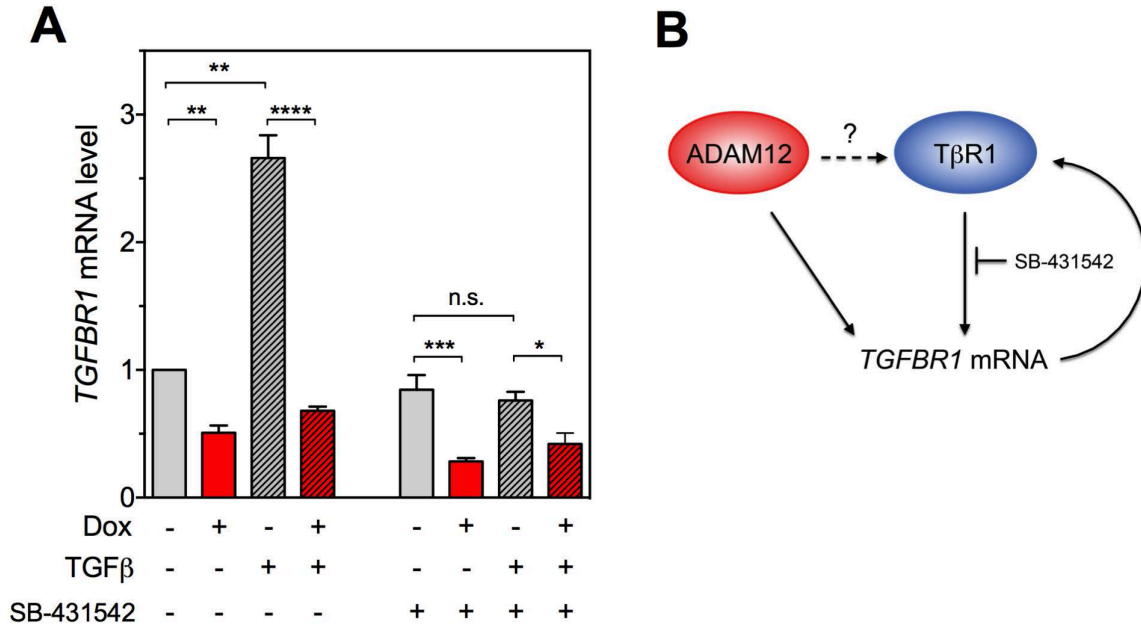 A
TGFBR1 mRNA level
3
2
1
0
**
** ****
n.s.
*** *
Dox - + - + - + - +
TGFβ - - + + - - + +
SB-431542 - - - - + + + +
B
ADAM12
?
TβR1
SB-431542
TGFBR1 mRNA